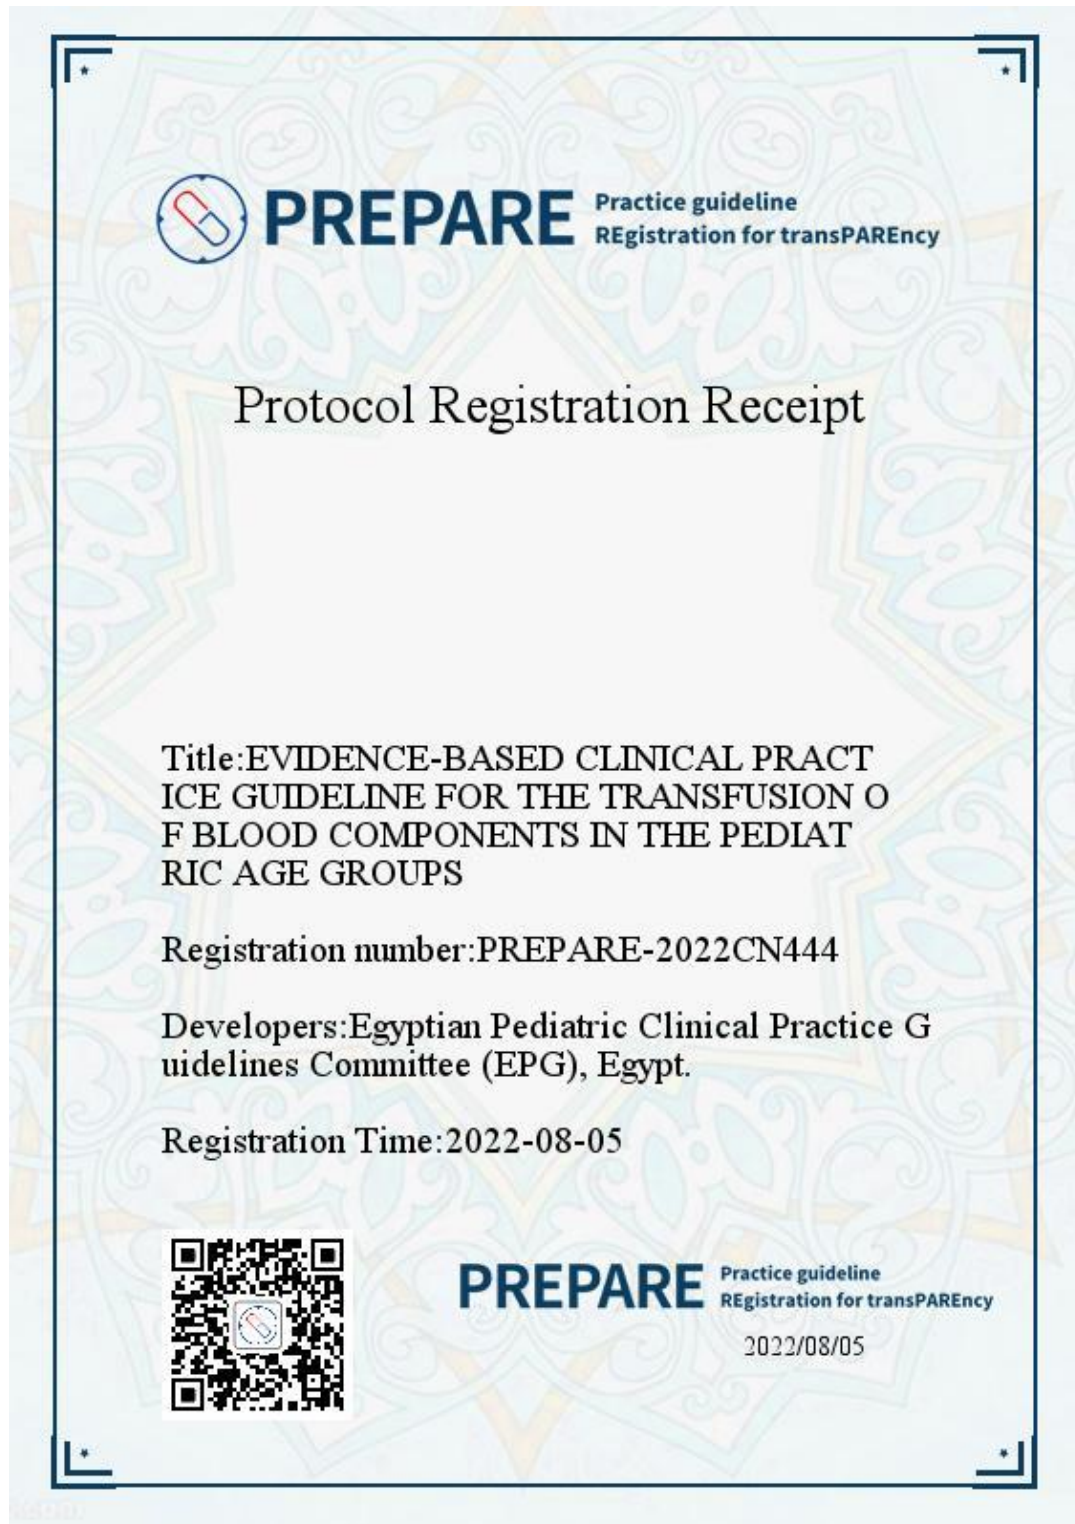 PREPARE
Practice guideline
REgistration for transPAREncy
Protocol Registration Receipt
Title:EVIDENCE-BASED CLINICAL PRACT
ICE GUIDELINE FOR THE TRANSFUSION O
F BLOOD COMPONENTS IN THE PEDIAT
RIC AGE GROUPS
Registration number:PREPARE-2022CN444
Developers:Egyptian Pediatric Clinical Practice G
uidelines Committee (EPG), Egypt.
Registration Time:2022-08-05
PREPARE
Practice guideline
REgistration for transPAREncy
2022/08/05